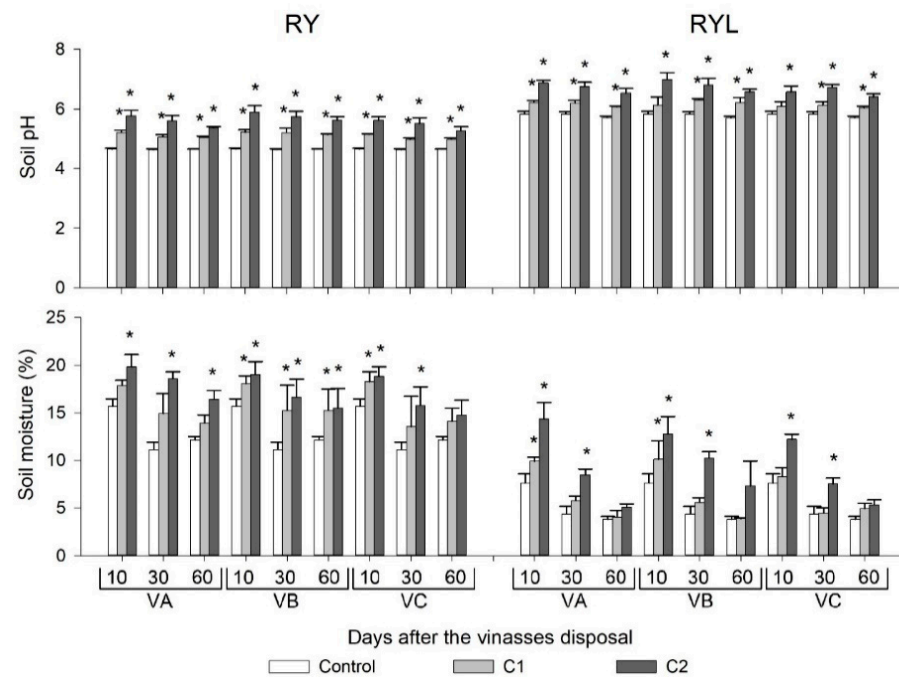 RY RYL
8
6
4
2
0
Soil pH
* * * * * * * * * * * * * * * * * *
* * * * * * * * * * * * * * * *
25
20
15
10
5
0
Soil moisture (%)
* * * * * * * * * * *
* * * * * * * *
10 30 60 10 30 60 10 30 60 10 30 60 10 30 60 10 30 60
VA VB VC VA VB VC
Days after the vinasses disposal
Control C1 C2